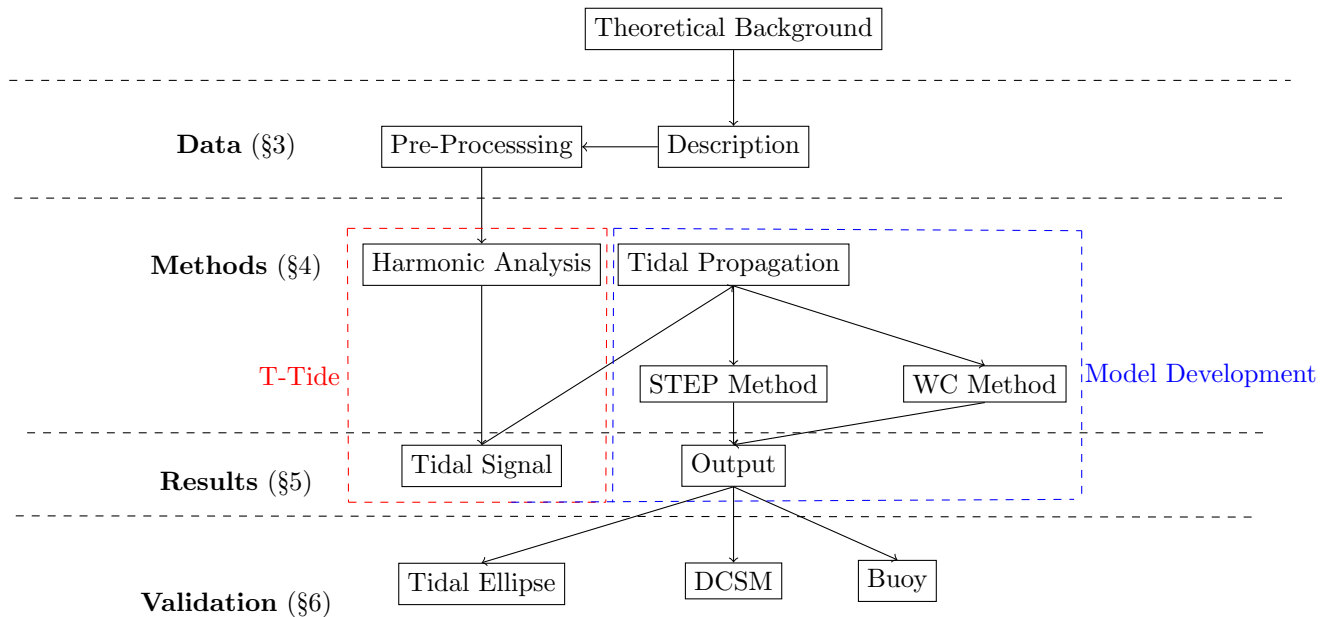 Theoretical Background
Data (§3)
Pre-Processsing
Description
Methods (§4)
Harmonic Analysis
Tidal Propagation
T-Tide
STEP Method
WC Method
Model Development
Results (§5)
Tidal Signal
Output
Validation (§6)
Tidal Ellipse
DCSM
Buoy